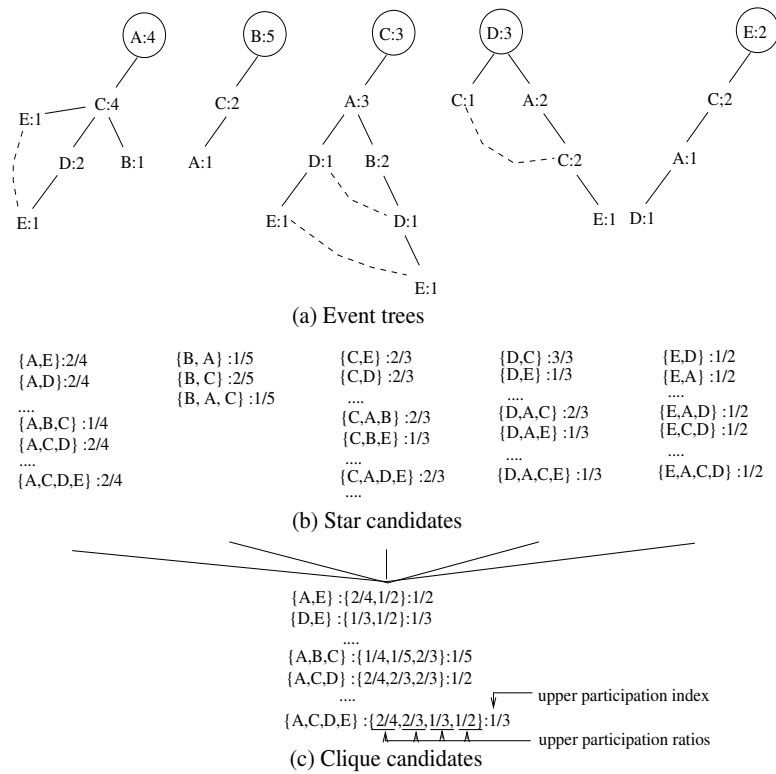 A:4 B:5 C:3 D:3 E:2
C:4 C:2 A:3 C:1 A:2 C,2
E:1
D:2 B:1 A:1 D:1 B:2 C:2 A:1
E:1 E:1 D:1 E:1 D:1
E:1
(a) Event trees
{A,E}:2/4
{A,D}:2/4
....
{A,B,C} :1/4
{A,C,D} :2/4
....
{A,C,D,E} :2/4
{B, A} :1/5
{B, C} :2/5
{B, A, C} :1/5
{C,E} :2/3
{C,D} :2/3
....
{C,A,B} :2/3
{C,B,E} :1/3
....
{C,A,D,E} :2/3
....
{D,C} :3/3
{D,E} :1/3
....
{D,A,C} :2/3
{D,A,E} :1/3
....
{D,A,C,E} :1/3
{E,D} :1/2
{E,A} :1/2
....
{E,A,D} :1/2
{E,C,D} :1/2
....
{E,A,C,D} :1/2
(b) Star candidates
{A,E} :{2/4,1/2}:1/2
{D,E} :{1/3,1/2}:1/3
....
{A,B,C} :{1/4,1/5,2/3}:1/5
{A,C,D} :{2/4,2/3,2/3}:1/2
....
upper participation index
{A,C,D,E} :{2/4,2/3,1/3,1/2}:1/3
upper participation ratios
(c) Clique candidates